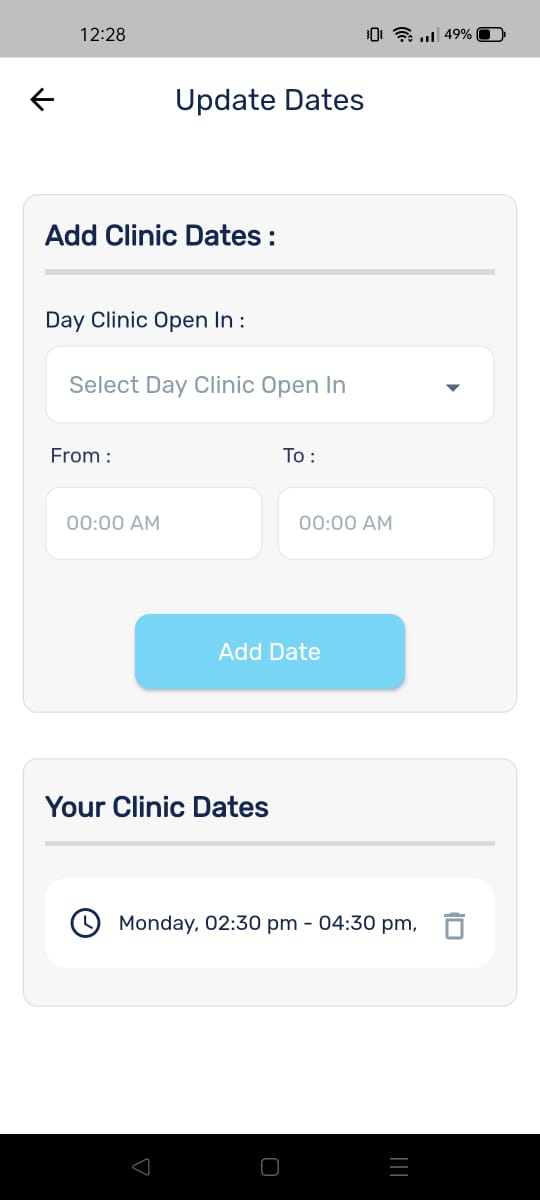 12:28
49%
Update Dates
Add Clinic Dates :
Day Clinic Open In :
Select Day Clinic Open In
From :
To :
00:00 AM
00:00 AM
Add Date
Your Clinic Dates
Monday, 02:30 pm - 04:30 pm,